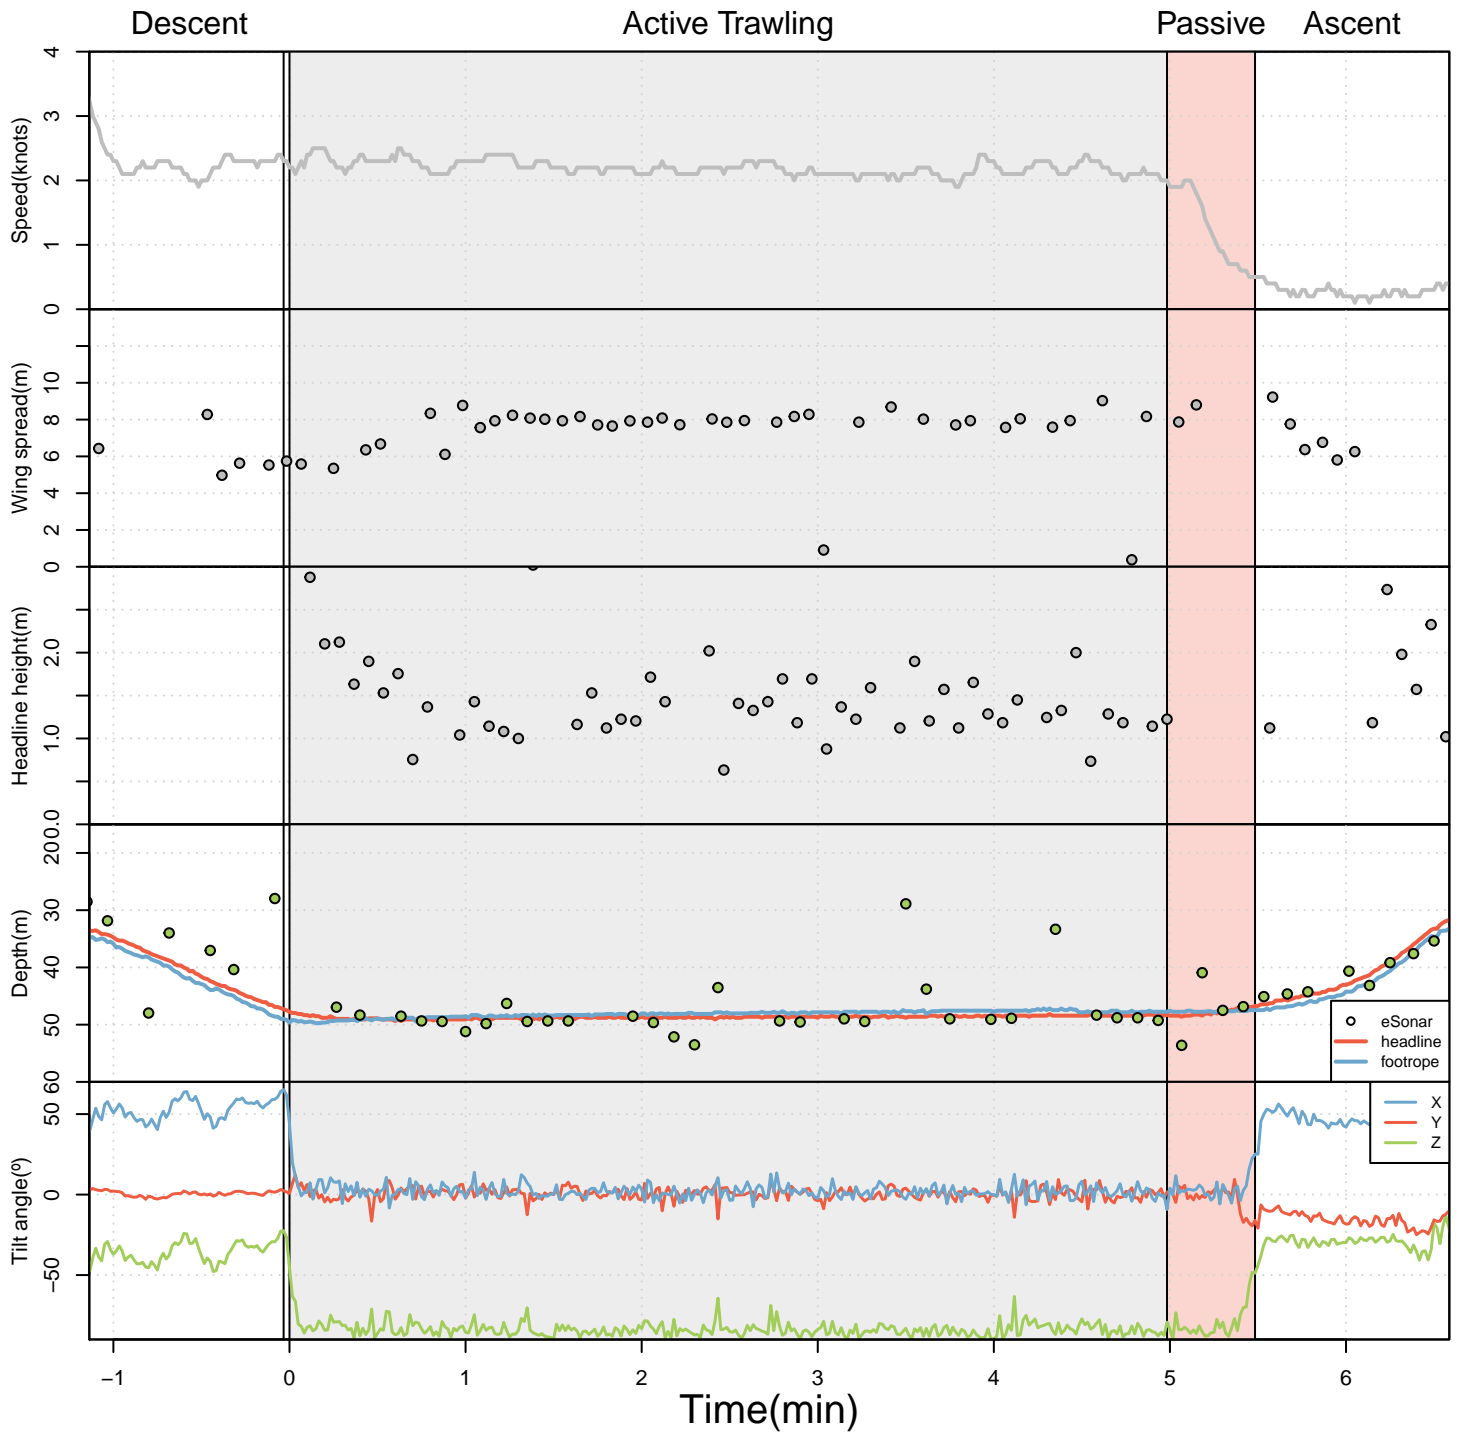 Descent Active Trawling Passive Ascent
Speed(knots)
4
3
2
1
0
Wing spread(m)
10
8
6
4
2
0
Headline height(m)
2.0
1.0
0.0
Depth(m)
20
30
40
50
60
eSonar
headline
footrope
Tilt angle(º)
50
0
−50
X
Y
Z
−1 0 1 2 3 4 5 6
Time(min)